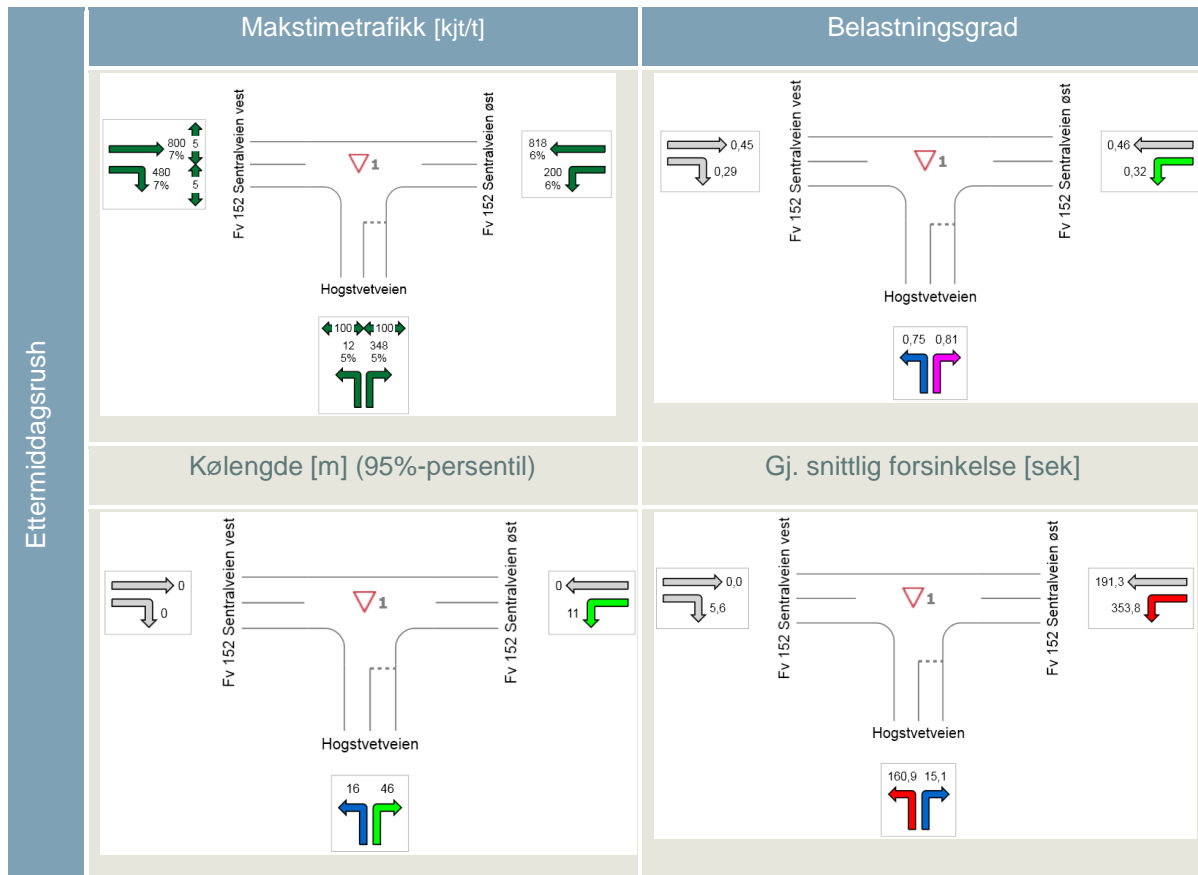 Ettermiddagsrush
Makstimetrafikk [kjt/t]
Belastningsgrad
Fv 152 Sentralveien vest
Fv 152 Sentralveien øst
800
7%
5
480
7%
5
1
818
6%
200
6%
Hogstvetveien
100 100
12 348
5% 5%
Fv 152 Sentralveien vest
Fv 152 Sentralveien øst
0,45
0,29
1
0,46
0,32
Hogstvetveien
0,75 0,81
Kølengde [m] (95%-persentil)
Gj. snittlig forsinkelse [sek]
Fv 152 Sentralveien vest
Fv 152 Sentralveien øst
0
0
1
0
11
Hogstvetveien
16 46
Fv 152 Sentralveien vest
Fv 152 Sentralveien øst
0,0
5,6
1
191,3
353,8
Hogstvetveien
160,9 15,1